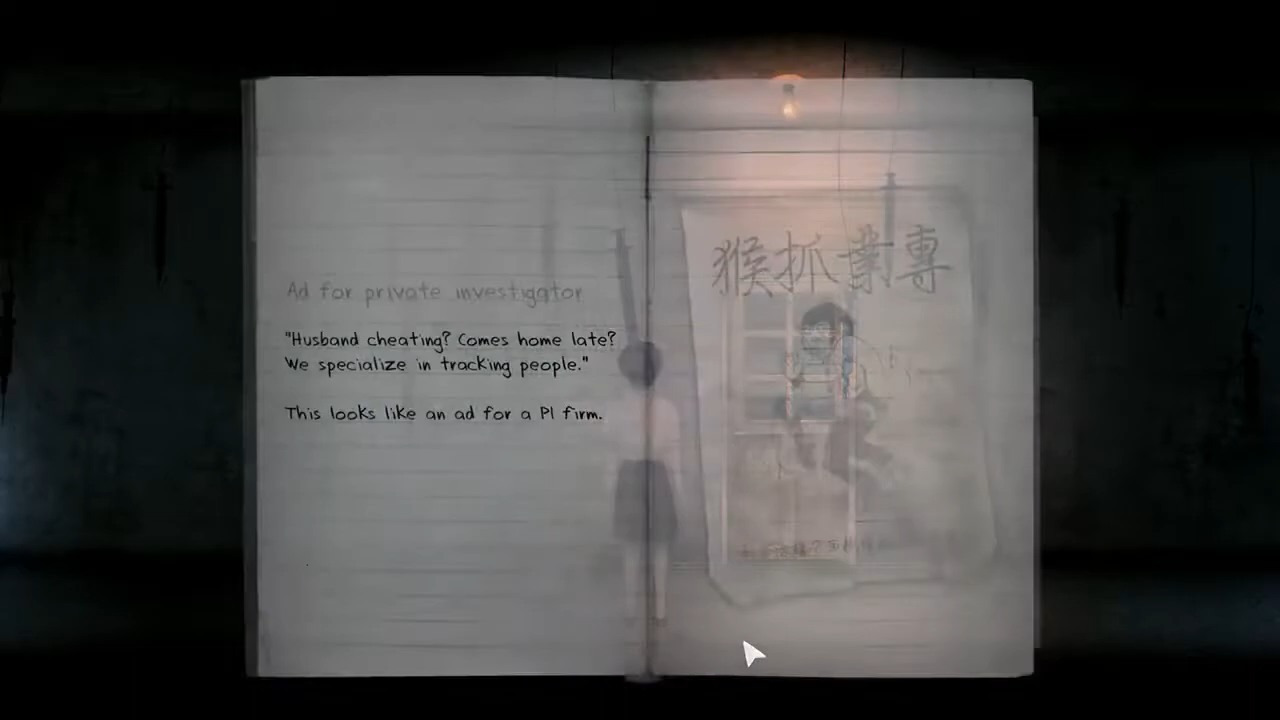 Ad for private investigator
"Husband cheating? Comes home late?
We specialize in tracking people."
This looks like an ad for a PI firm.
猴抓業專